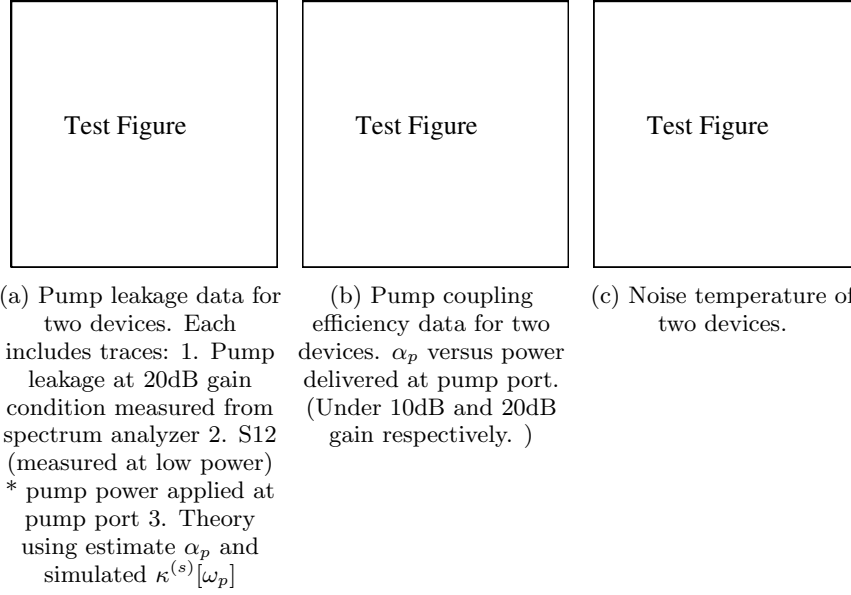 Test Figure
Test Figure
Test Figure
(a) Pump leakage data for
two devices. Each
includes traces: 1. Pump
leakage at 20dB gain
condition measured from
spectrum analyzer 2. S12
(measured at low power)
* pump power applied at
pump port 3. Theory
using estimate αₚ and
simulated κ⁽ˢ⁾[ωₚ]
(b) Pump coupling
efficiency data for two
devices. αₚ versus power
delivered at pump port.
(Under 10dB and 20dB
gain respectively. )
(c) Noise temperature of
two devices.